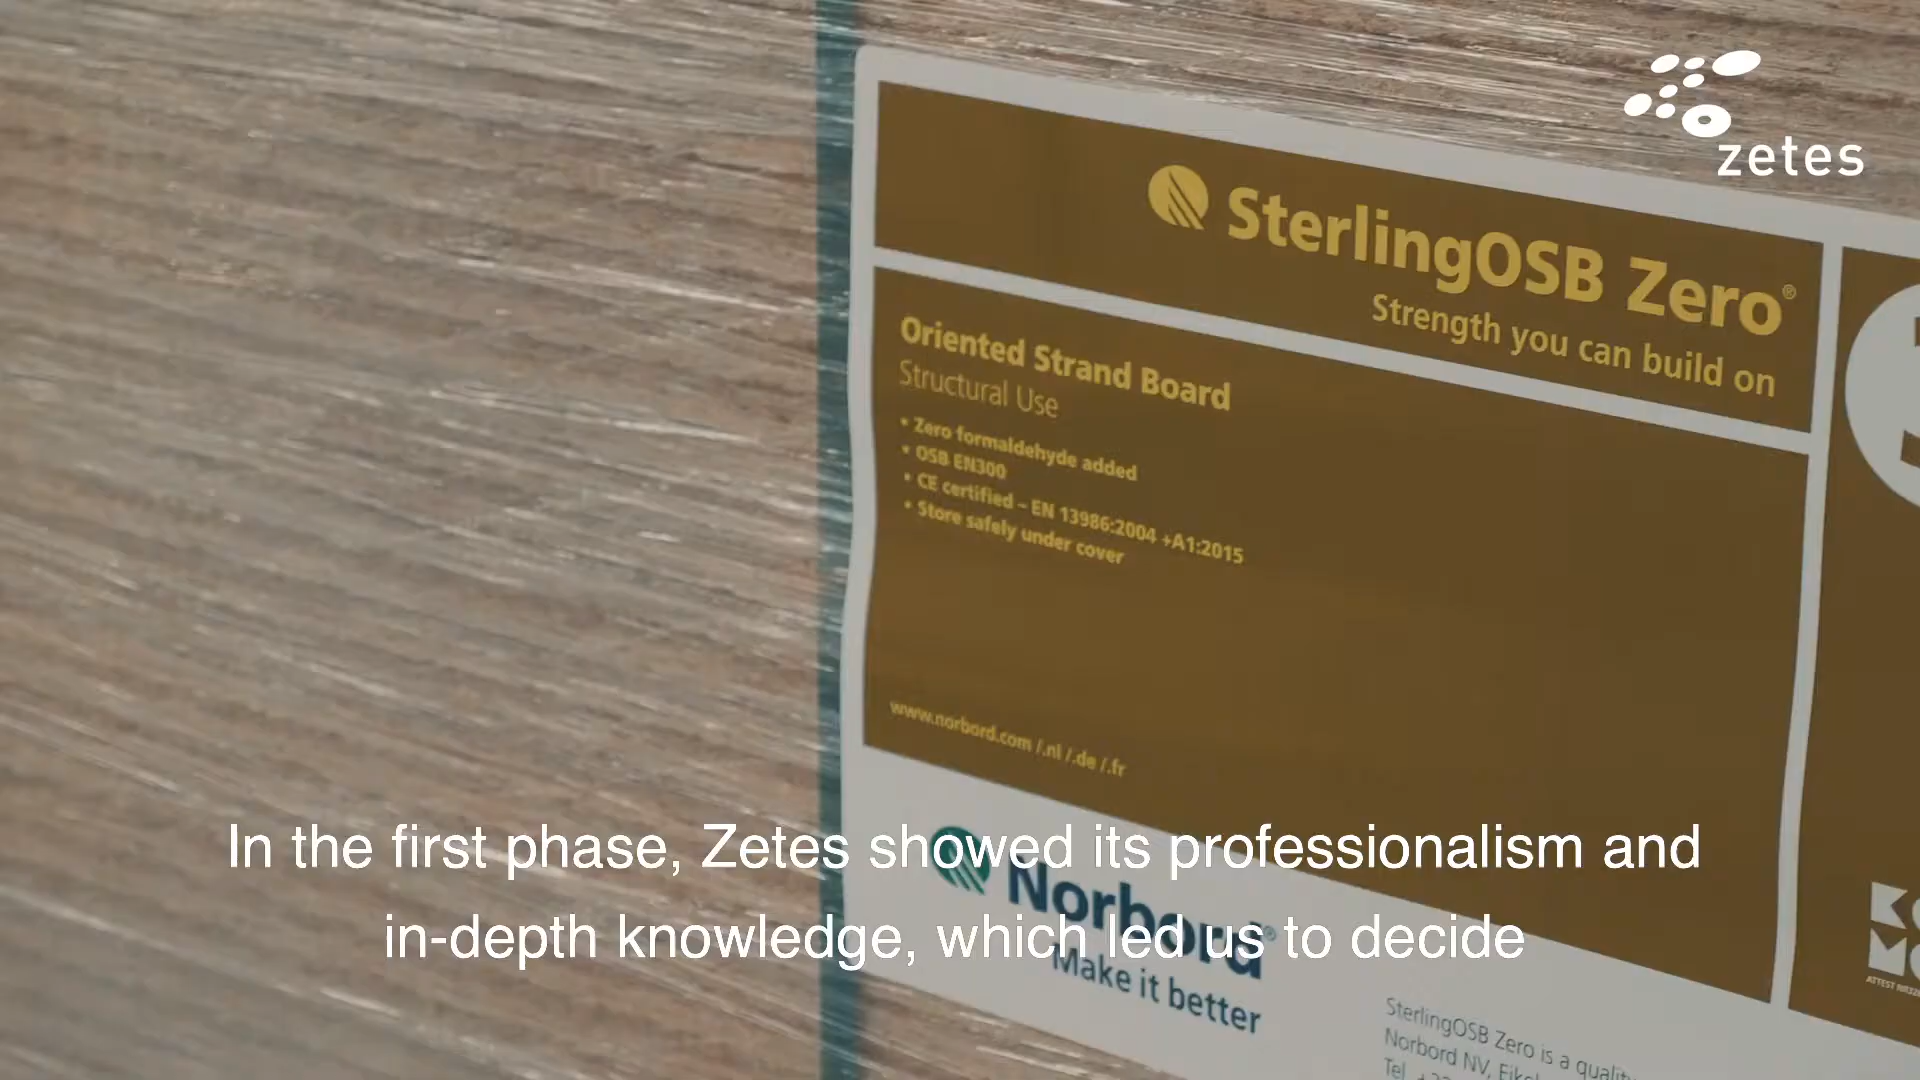 zetes
SterlingOSB Zero®
Strength you can build on
Oriented Strand Board
Structural Use
• Zero formaldehyde added
• OSB EN300
• CE certified – EN 13986:2004 +A1:2015
• Store safely under cover
www.norbord.com /.nl /.de /.fr
In the first phase, Zetes showed its professionalism and
in-depth knowledge, which led us to decide
Norbord®
Make it better
SterlingOSB Zero is a
Norbord NV,
Tel.
ATTEST